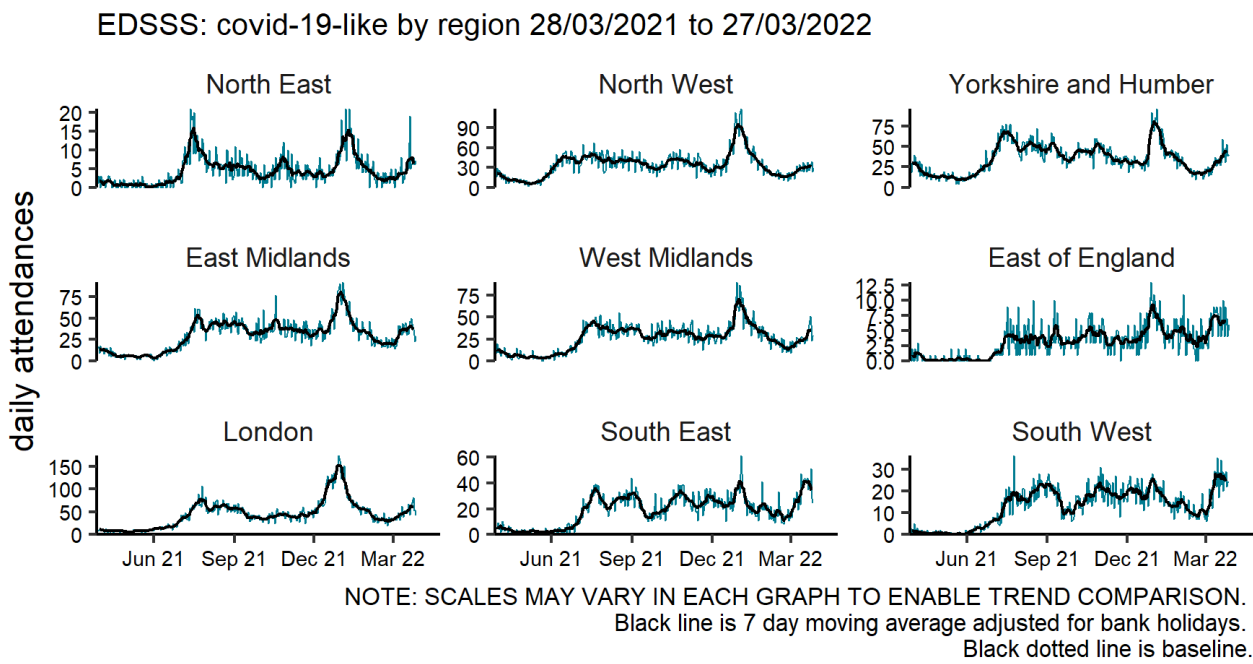 EDSSS: covid-19-like by region 28/03/2021 to 27/03/2022
North East
North West
Yorkshire and Humber
20
15
10
5
0
90
60
30
0
75
50
25
0
daily attendances
East Midlands
West Midlands
East of England
75
50
25
0
75
50
25
0
12.5
10.0
7.5
5.0
2.5
0.0
London
South East
South West
150
100
50
0
60
40
20
0
30
20
10
0
Jun 21 Sep 21 Dec 21 Mar 22
Jun 21 Sep 21 Dec 21 Mar 22
Jun 21 Sep 21 Dec 21 Mar 22
NOTE: SCALES MAY VARY IN EACH GRAPH TO ENABLE TREND COMPARISON.
Black line is 7 day moving average adjusted for bank holidays.
Black dotted line is baseline.